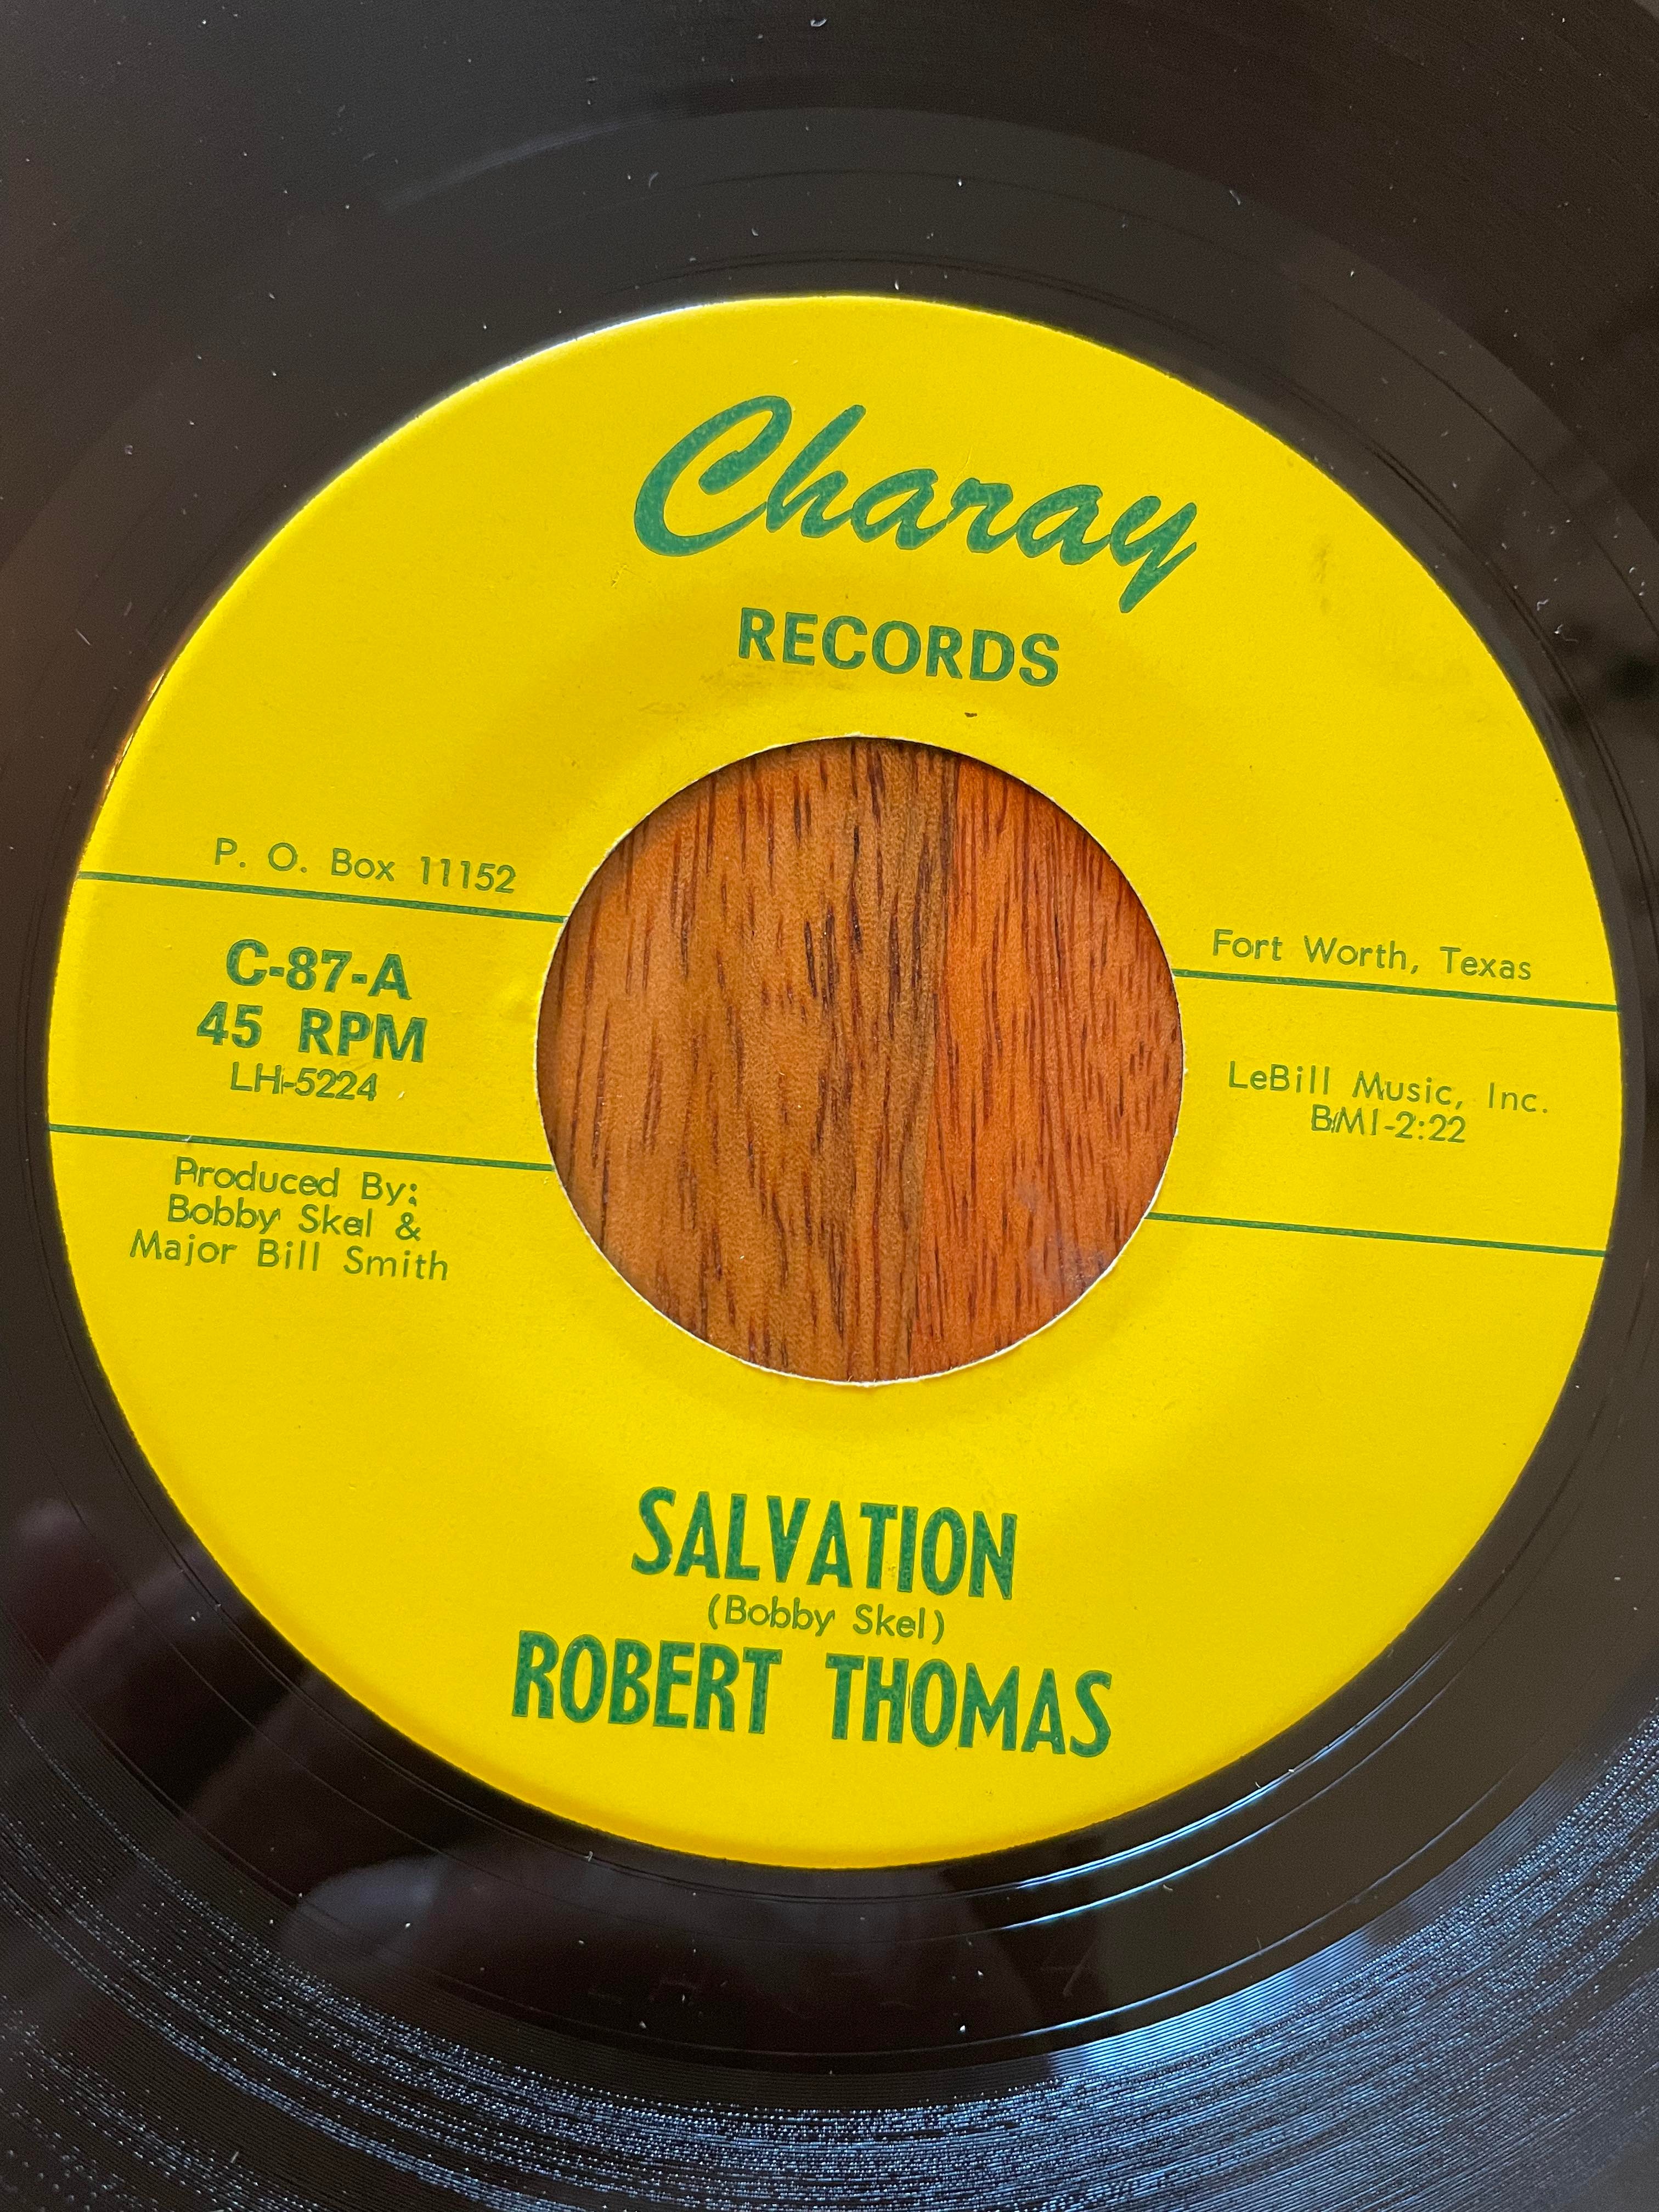 Charay
RECORDS
P. O. Box 11152
Fort Worth, Texas
C-87-A
45 RPM
LH-5224
LeBill Music, Inc.
BMI-2:22
Produced By:
Bobby Skel &
Major Bill Smith
SALVATION
(Bobby Skel)
ROBERT THOMAS